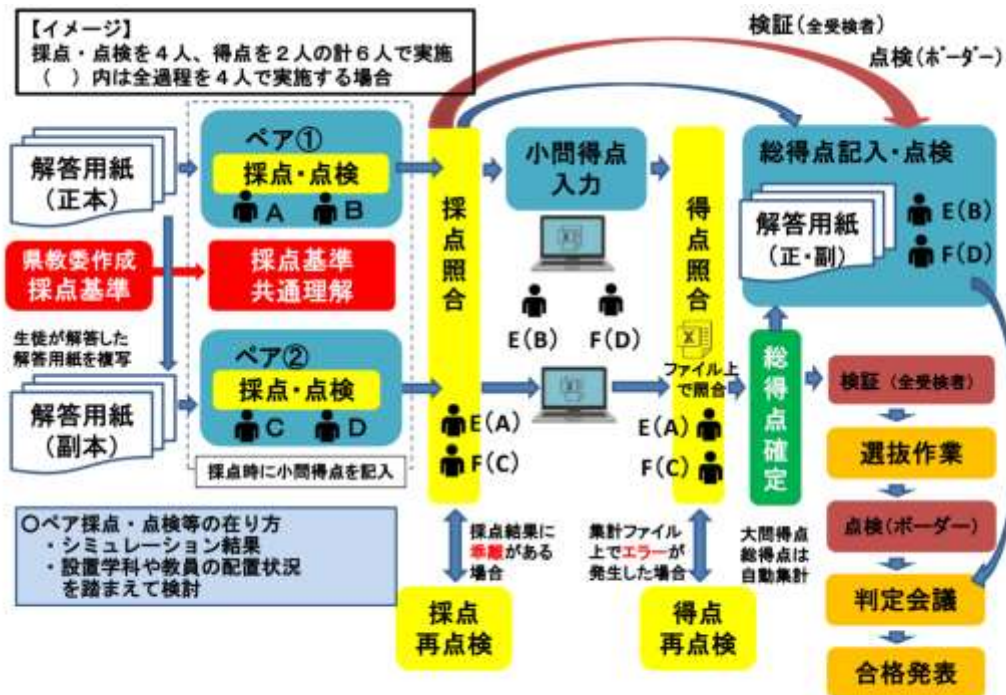 【イメージ】
採点・点検を４人、得点を２人の計６人で実施
（　）内は全過程を４人で実施する場合
検証（全受検者）
点検（ボーダー）
解答用紙
（正本）
ペア①
採点・点検
A
B
採点照合
小問得点
入力
得点照合
総得点記入・点検
解答用紙
（正・副）
E（B）
F（D）
県教委作成
採点基準
採点基準
共通理解
E（B）
F（D）
生徒が解答した
解答用紙を複写
解答用紙
（副本）
ペア②
採点・点検
C
D
採点時に小問得点を記入
E（A）
F（C）
ファイル上
で照合
E（A）
F（C）
総得点確定
検証（全受検者）
選抜作業
点検（ボーダー）
判定会議
合格発表
〇ペア採点・点検等の在り方
・シミュレーション結果
・設置学科や教員の配置状況
を踏まえて検討
採点結果に
乖離がある
場合
採点
再点検
集計ファイル
上でエラーが
発生した場合
得点
再点検
大問得点
総得点は
自動集計